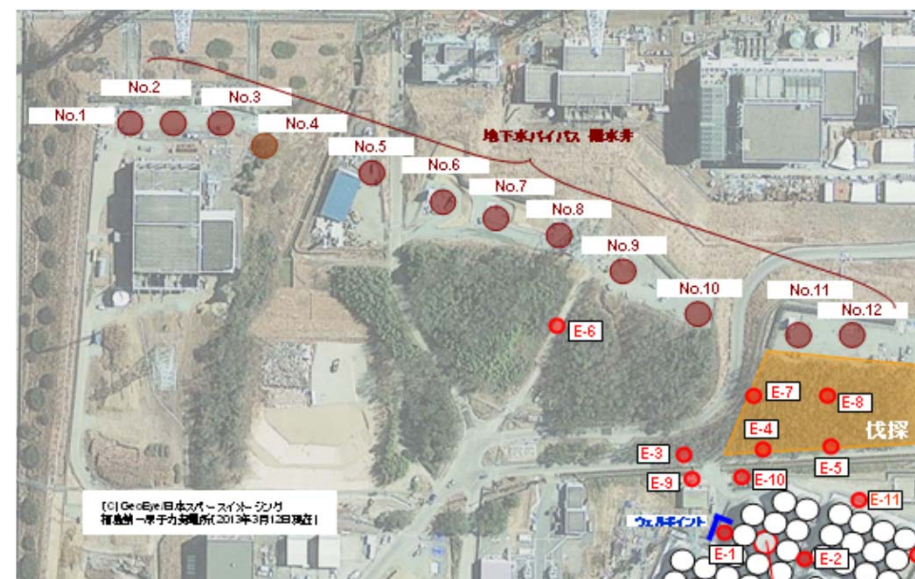 No.1
No.2
No.3
No.4
No.5
No.6
No.7
No.8
No.9
No.10
No.11
No.12
地下水バイパス 揚水井
E-6
E-7
E-8
E-4
伐採
E-3
E-5
E-9
E-10
E-11
ウェルポイント
E-1
E-2
(C)GeoEye/日本スペースイメージング
福島第一原子力発電所(2013年3月12日現在)